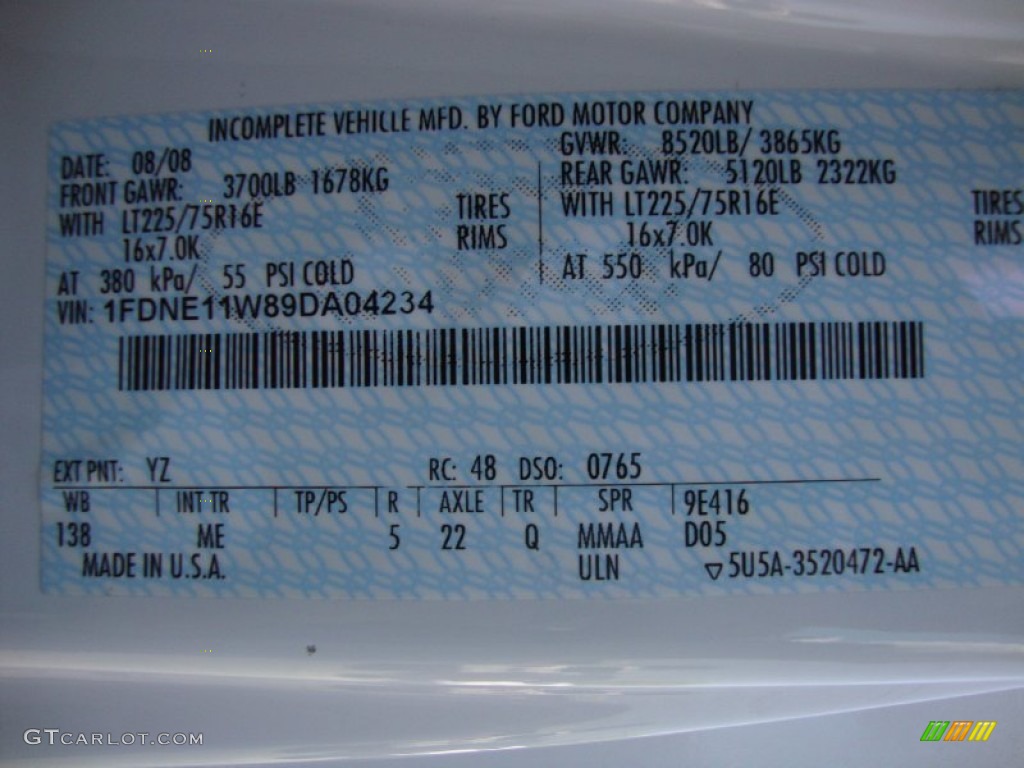 INCOMPLETE VEHICLE MFD. BY FORD MOTOR COMPANY
DATE: 08/08 GVWR: 8520LB/ 3865KG
FRONT GAWR: 3700LB 1678KG REAR GAWR: 5120LB 2322KG
WITH LT225/75R16E TIRES WITH LT225/75R16E TIRES
16x7.0K RIMS 16x7.0K RIMS
AT 380 kPa/ 55 PSI COLD AT 550 kPa/ 80 PSI COLD
VIN: 1FDNE11W89DA04234
EXT PNT: YZ RC: 48 DSO: 0765
WB INT TR TP/PS R AXLE TR SPR 9E416
138 ME 5 22 Q MMAA D05
MADE IN U.S.A. ULN ▽5U5A-3520472-AA
GTCARLOT.COM